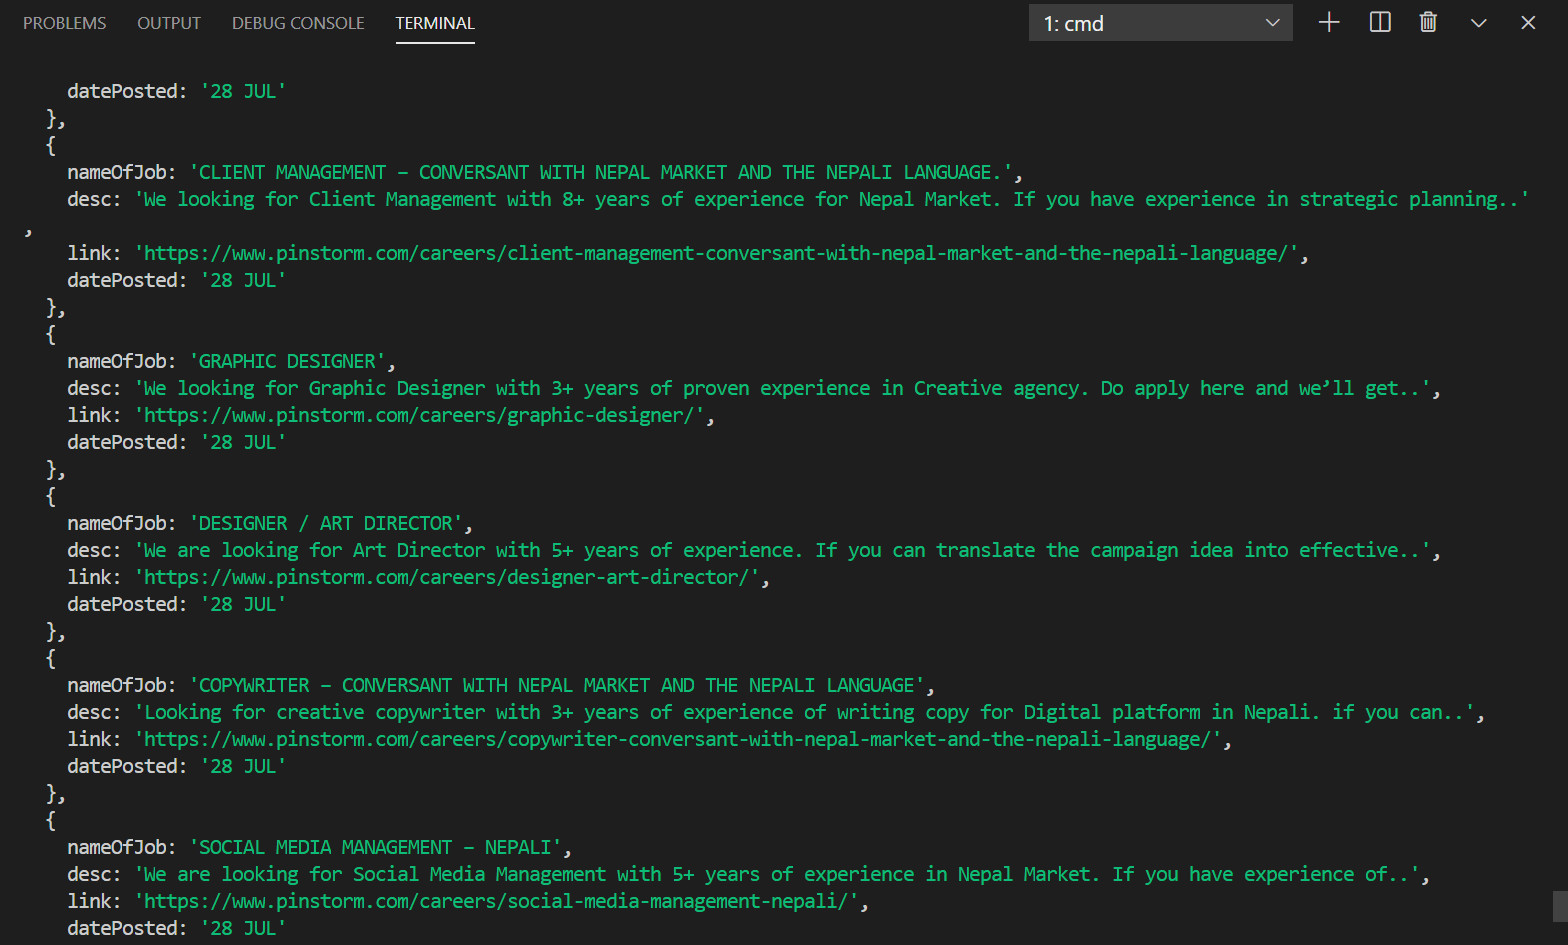 PROBLEMS OUTPUT DEBUG CONSOLE TERMINAL 1: cmd
datePosted: '28 JUL'
},
{
nameOfJob: 'CLIENT MANAGEMENT – CONVERSANT WITH NEPAL MARKET AND THE NEPALI LANGUAGE.',
desc: 'We looking for Client Management with 8+ years of experience for Nepal Market. If you have experience in strategic planning..'
,
link: 'https://www.pinstorm.com/careers/client-management-conversant-with-nepal-market-and-the-nepali-language/',
datePosted: '28 JUL'
},
{
nameOfJob: 'GRAPHIC DESIGNER',
desc: 'We looking for Graphic Designer with 3+ years of proven experience in Creative agency. Do apply here and we’ll get..',
link: 'https://www.pinstorm.com/careers/graphic-designer/',
datePosted: '28 JUL'
},
{
nameOfJob: 'DESIGNER / ART DIRECTOR',
desc: 'We are looking for Art Director with 5+ years of experience. If you can translate the campaign idea into effective..',
link: 'https://www.pinstorm.com/careers/designer-art-director/',
datePosted: '28 JUL'
},
{
nameOfJob: 'COPYWRITER – CONVERSANT WITH NEPAL MARKET AND THE NEPALI LANGUAGE',
desc: 'Looking for creative copywriter with 3+ years of experience of writing copy for Digital platform in Nepali. if you can..',
link: 'https://www.pinstorm.com/careers/copywriter-conversant-with-nepal-market-and-the-nepali-language/',
datePosted: '28 JUL'
},
{
nameOfJob: 'SOCIAL MEDIA MANAGEMENT – NEPALI',
desc: 'We are looking for Social Media Management with 5+ years of experience in Nepal Market. If you have experience of..',
link: 'https://www.pinstorm.com/careers/social-media-management-nepali/',
datePosted: '28 JUL'